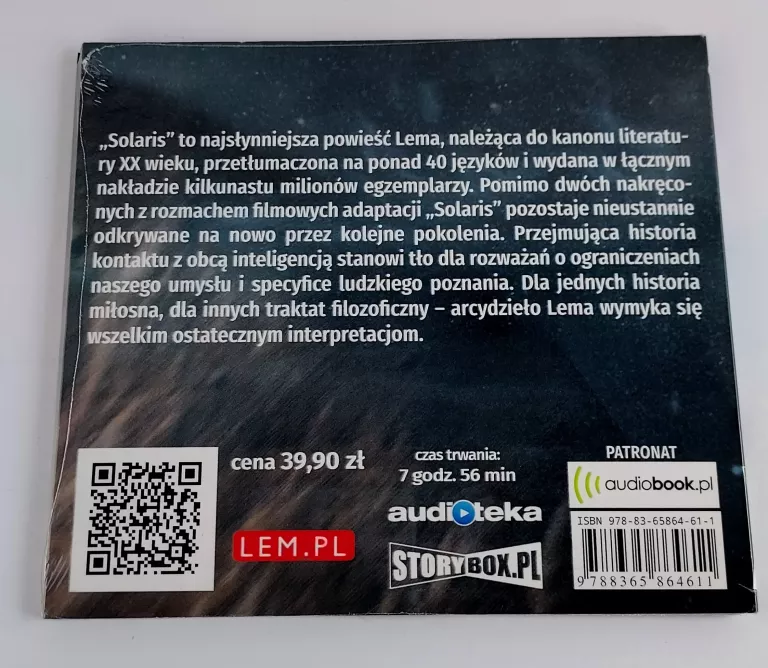 „Solaris” to najsłynniejsza powieść Lema, należąca do kanonu literatu-
ry XX wieku, przetłumaczona na ponad 40 języków i wydana w łącznym
nakładzie kilkunastu milionów egzemplarzy. Pomimo dwóch nakręco-
nych z rozmachem filmowych adaptacji „Solaris” pozostaje nieustannie
odkrywane na nowo przez kolejne pokolenia. Przejmująca historia
kontaktu z obcą inteligencją stanowi tło dla rozważań o ograniczeniach
naszego umysłu i specyfice ludzkiego poznania. Dla jednych historia
miłosna, dla innych traktat filozoficzny – arcydzieło Lema wymyka się
wszelkim ostatecznym interpretacjom.
cena 39,90 zł
LEM.PL
czas trwania:
7 godz. 56 min
audioteka
STORYBOX.PL
PATRONAT
audiobook.pl
ISBN 978-83-65864-61-1
9 788365 864611